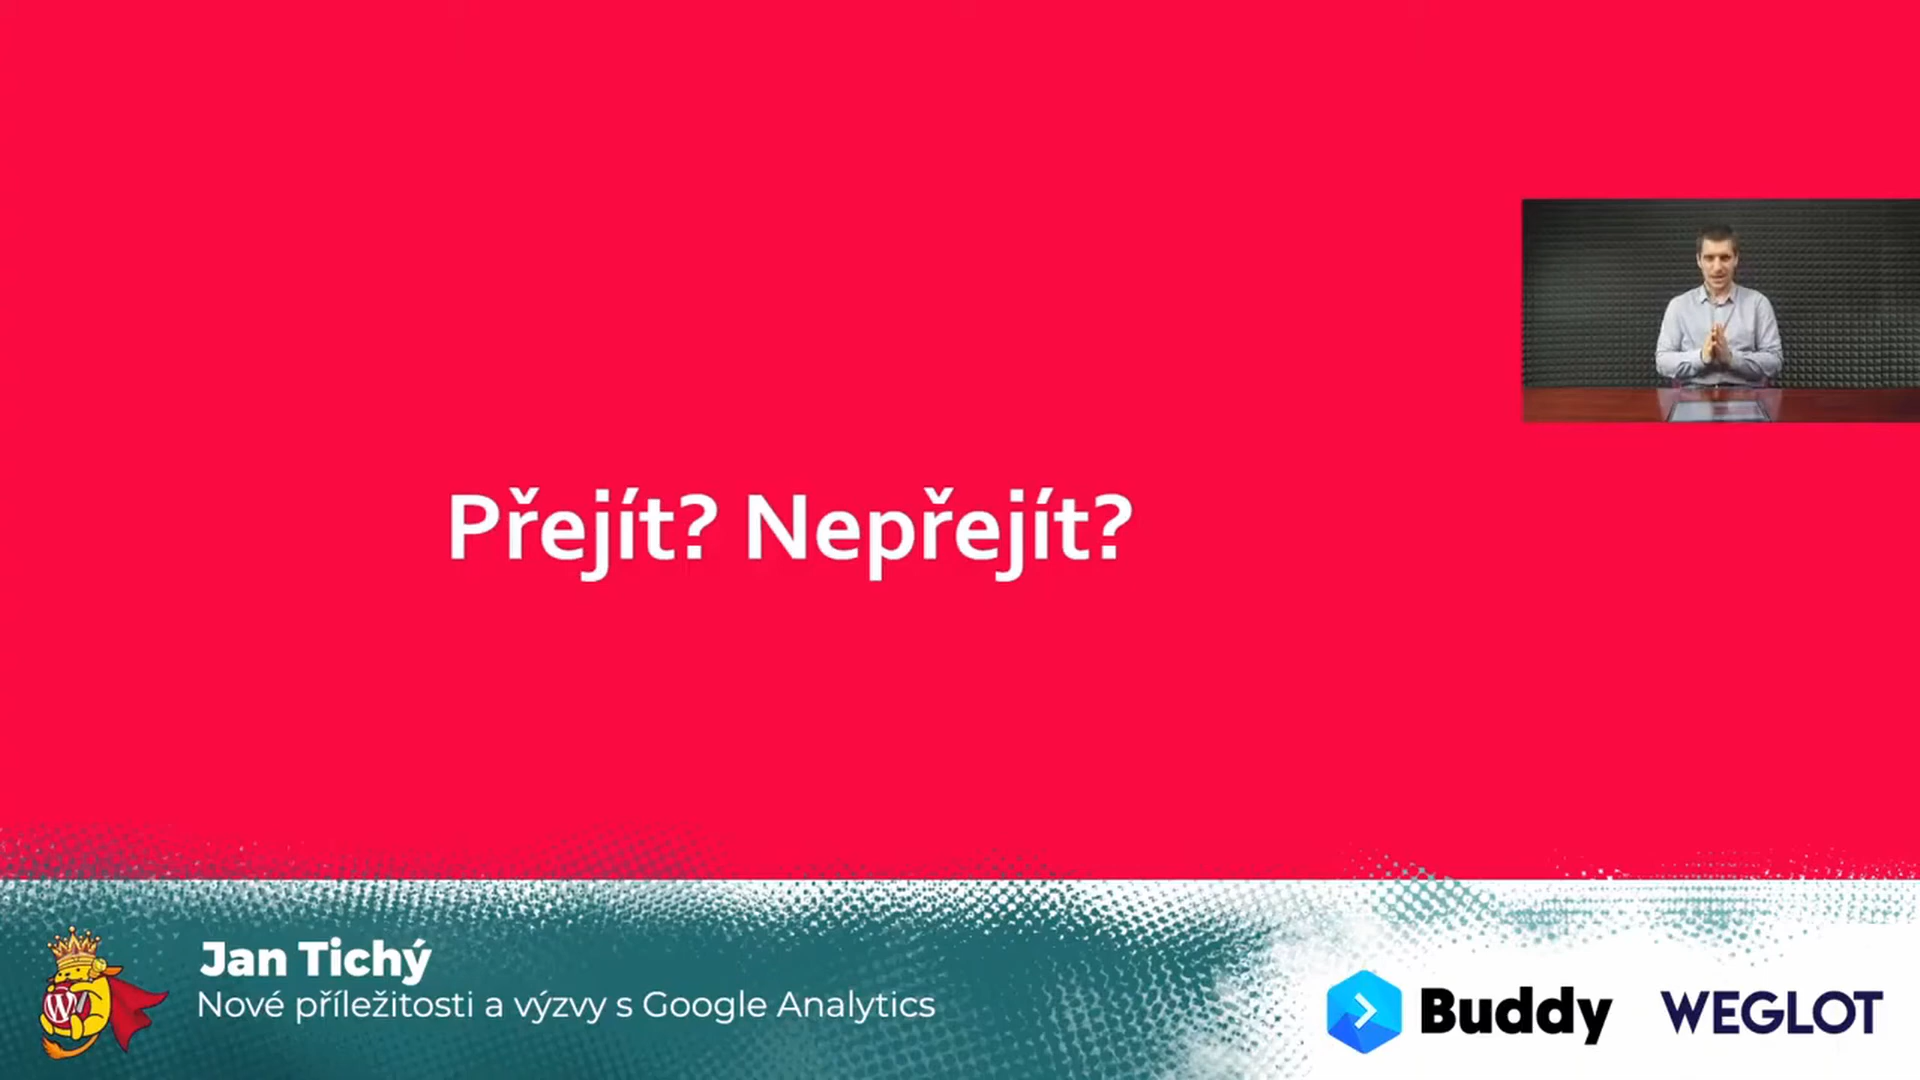 Přejít? Nepřejít?
Jan Tichý
Nové příležitosti a výzvy s Google Analytics
Buddy
WEGLOT